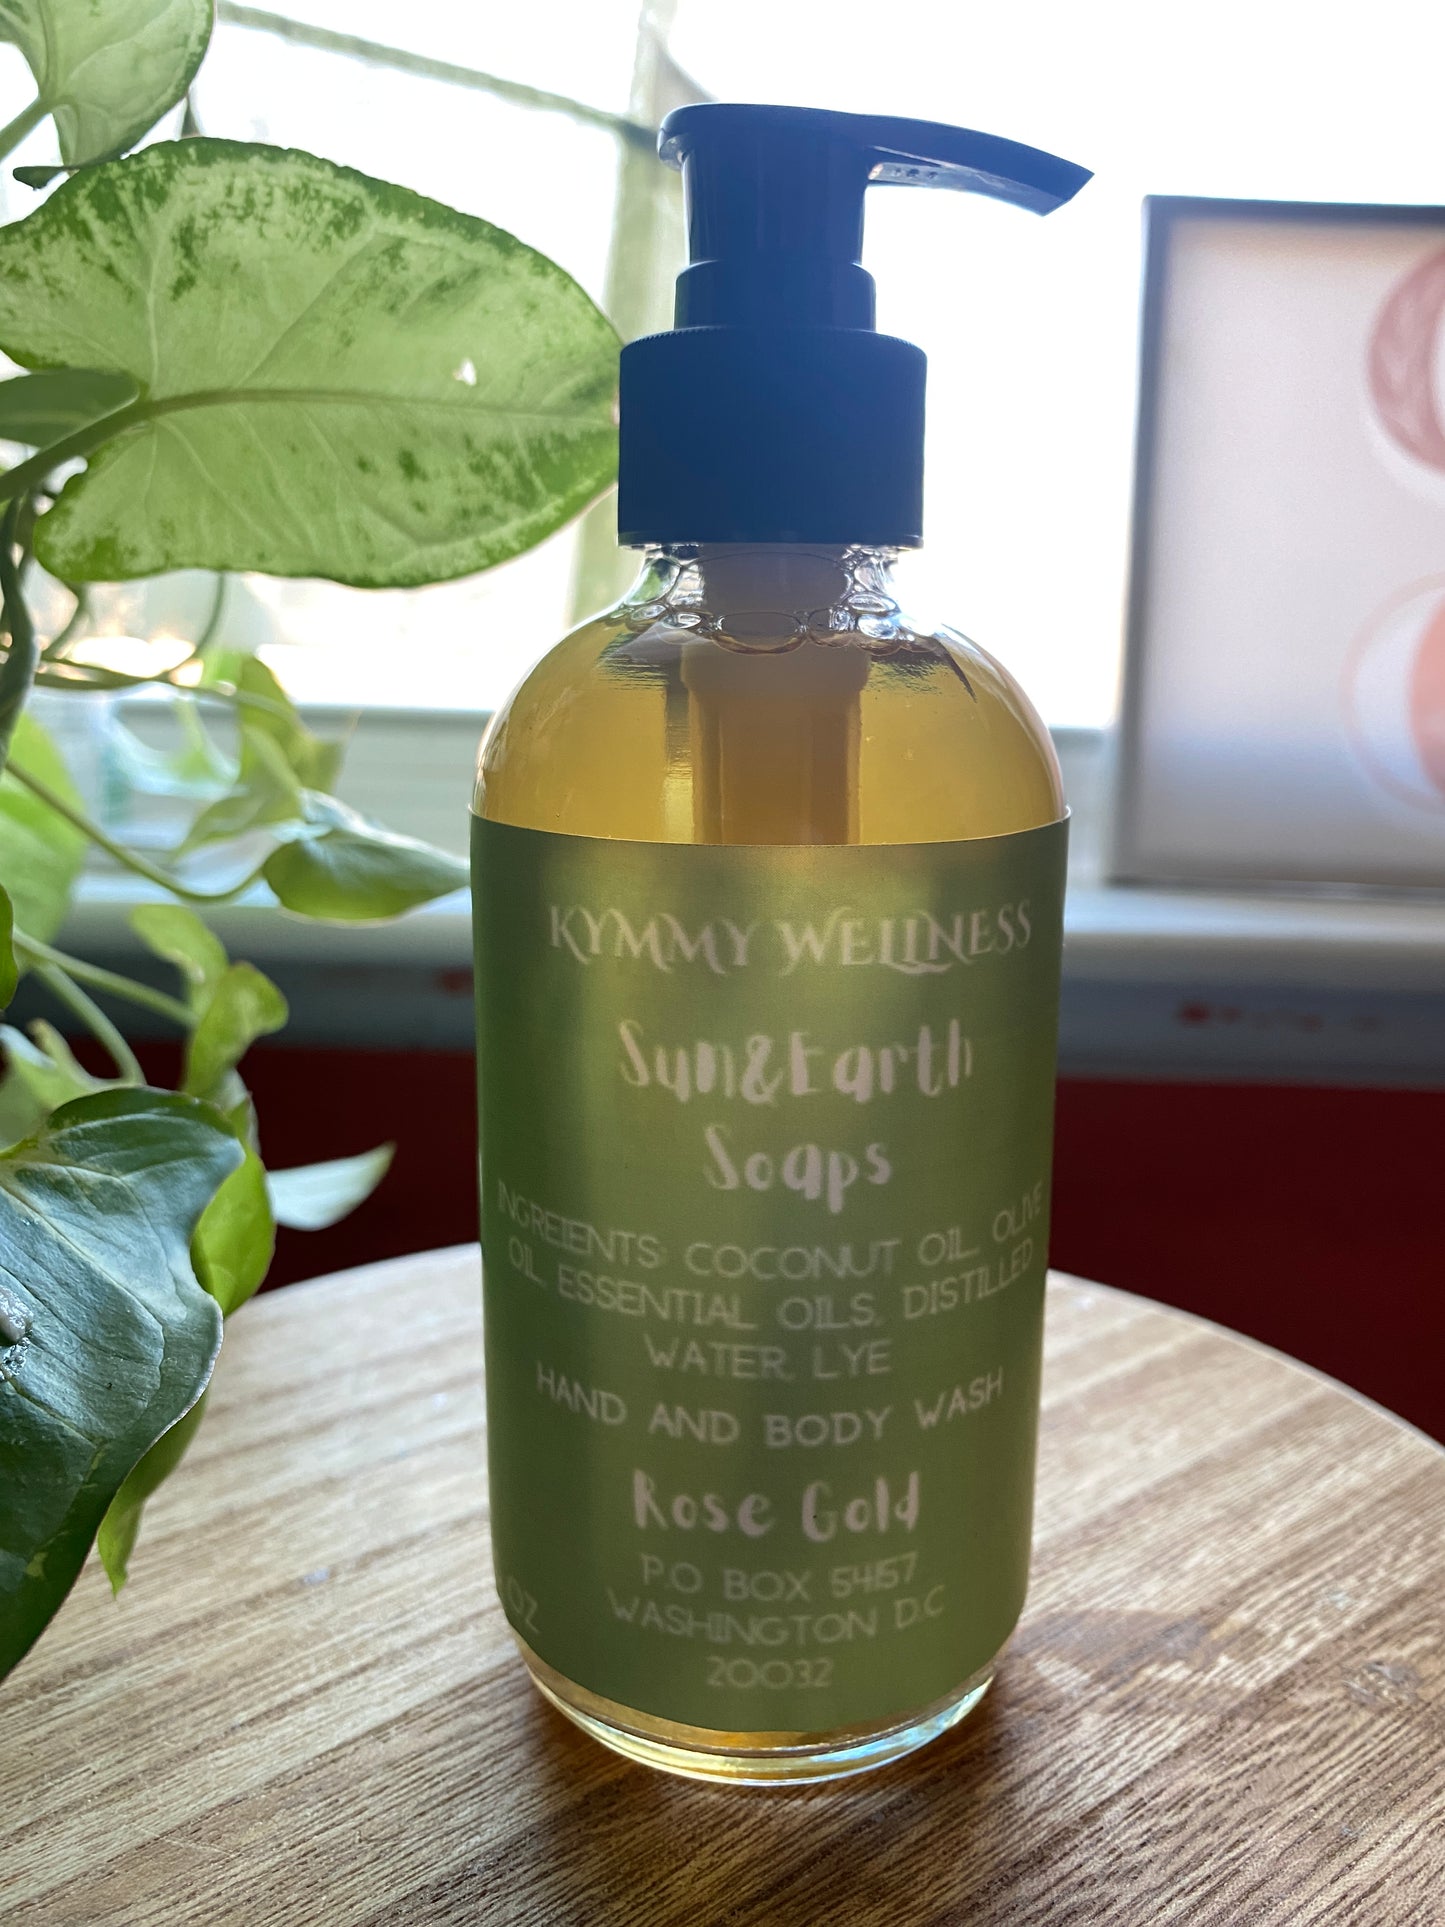 KYMMY WELLNESS
Sun&Earth
Soaps
INGREIENTS: COCONUT OIL, OLIVE
OIL, ESSENTIAL OILS, DISTILLED
WATER, LYE
HAND AND BODY WASH
Rose Gold
P.O BOX 54157
WASHINGTON D.C
20032
OZ